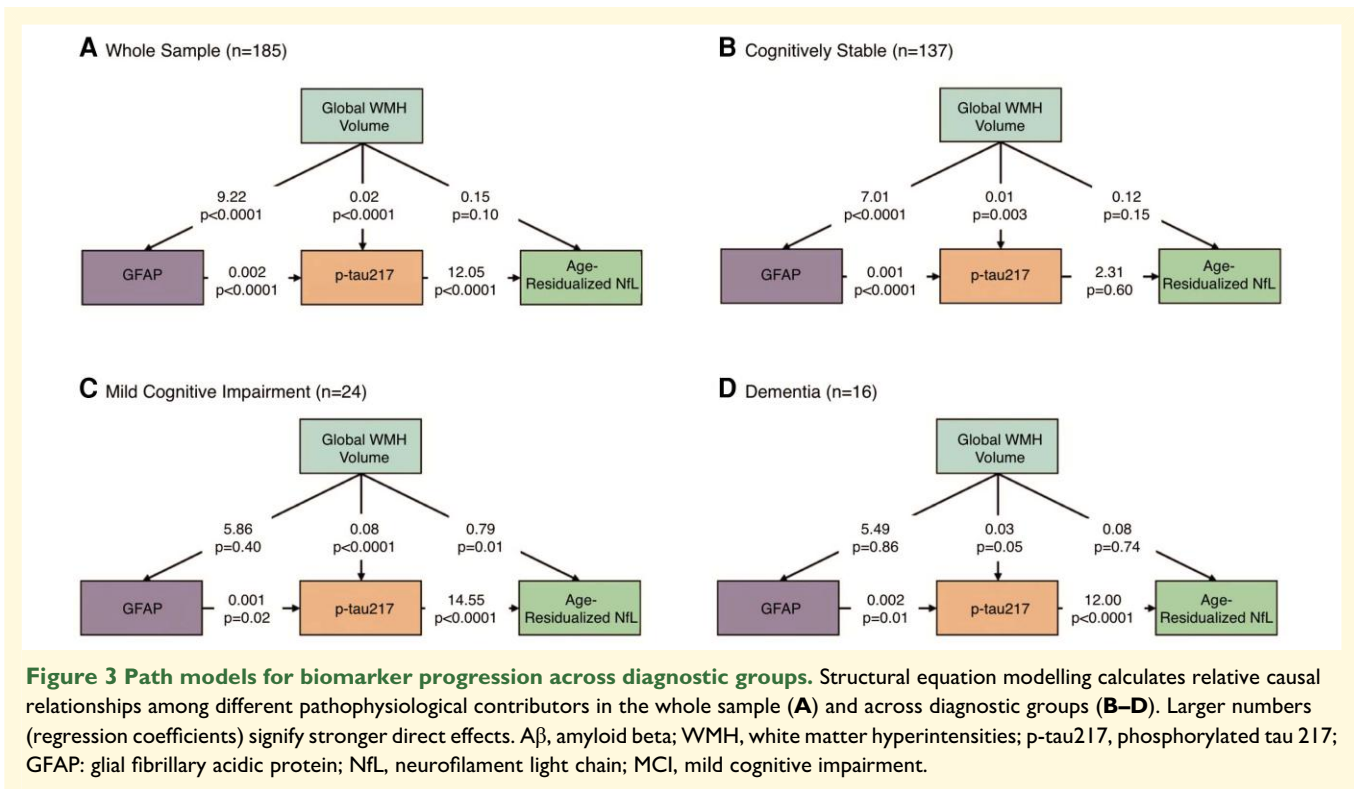 A Whole Sample (n=185)
Global WMH
Volume
9.22
p<0.0001
0.02
p<0.0001
0.15
p=0.10
GFAP
0.002
p<0.0001
p-tau217
12.05
p<0.0001
Age-
Residualized NfL
B Cognitively Stable (n=137)
Global WMH
Volume
7.01
p<0.0001
0.01
p=0.003
0.12
p=0.15
GFAP
0.001
p<0.0001
p-tau217
2.31
p=0.60
Age-
Residualized NfL
C Mild Cognitive Impairment (n=24)
Global WMH
Volume
5.86
p=0.40
0.08
p<0.0001
0.79
p=0.01
GFAP
0.001
p=0.02
p-tau217
14.55
p<0.0001
Age-
Residualized NfL
D Dementia (n=16)
Global WMH
Volume
5.49
p=0.86
0.03
p=0.05
0.08
p=0.74
GFAP
0.002
p=0.01
p-tau217
12.00
p<0.0001
Age-
Residualized NfL
Figure 3 Path models for biomarker progression across diagnostic groups. Structural equation modelling calculates relative causal
relationships among different pathophysiological contributors in the whole sample (A) and across diagnostic groups (B–D). Larger numbers
(regression coefficients) signify stronger direct effects. Aβ, amyloid beta; WMH, white matter hyperintensities; p-tau217, phosphorylated tau 217;
GFAP: glial fibrillary acidic protein; NfL, neurofilament light chain; MCI, mild cognitive impairment.